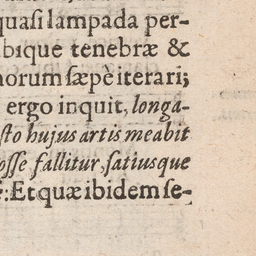 quasi lampada per-
bique tenebræ &
orum sæpè iterari;
ergo inquit, longa-
sto hujus artis meabit
osse fallitur, satiusque
: Et quæ ibidem se-